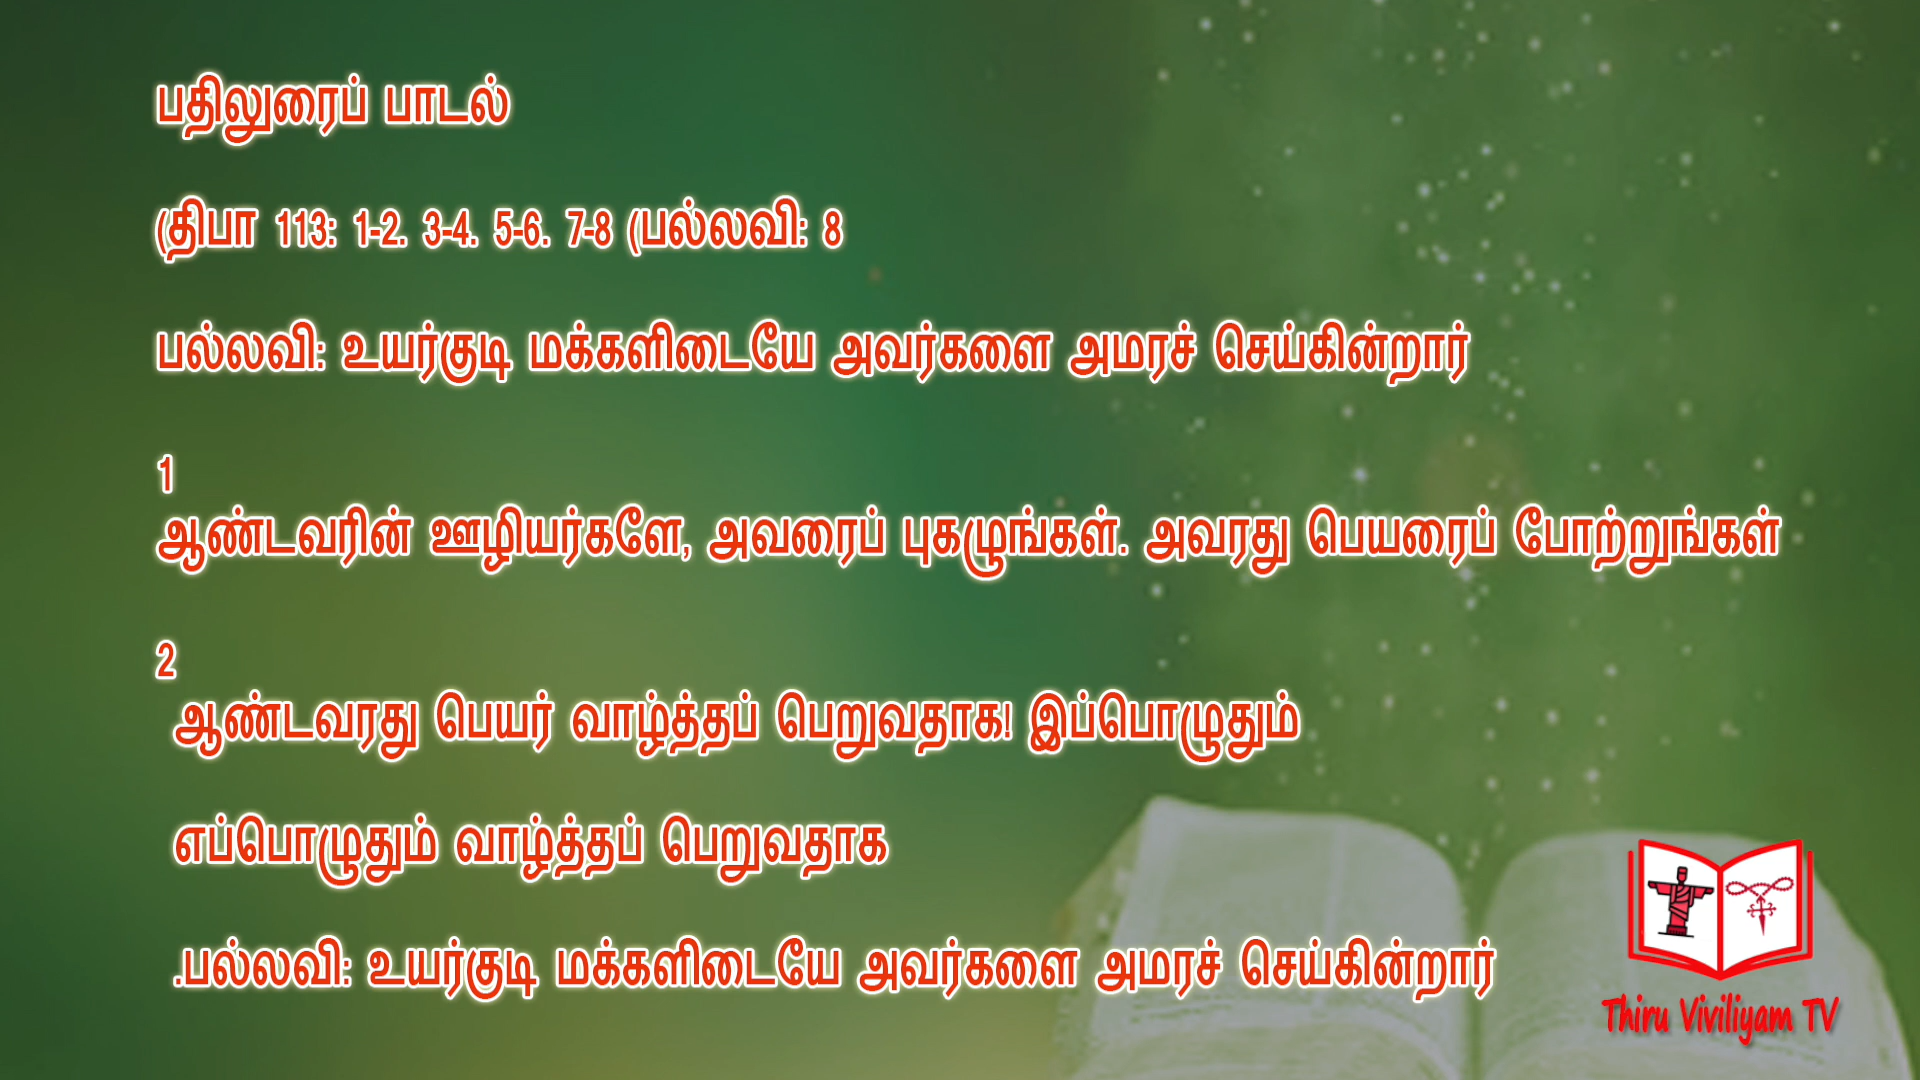 பதிலுரைப் பாடல்
(திபா 113: 1-2. 3-4. 5-6. 7-8 (பல்லவி: 8
பல்லவி: உயர்குடி மக்களிடையே அவர்களை அமரச் செய்கின்றார்
1
ஆண்டவரின் ஊழியர்களே, அவரைப் புகழுங்கள். அவரது பெயரைப் போற்றுங்கள்
2
ஆண்டவரது பெயர் வாழ்த்தப் பெறுவதாக! இப்பொழுதும்
எப்பொழுதும் வாழ்த்தப் பெறுவதாக
.பல்லவி: உயர்குடி மக்களிடையே அவர்களை அமரச் செய்கின்றார்
Thiru Viviliyam TV